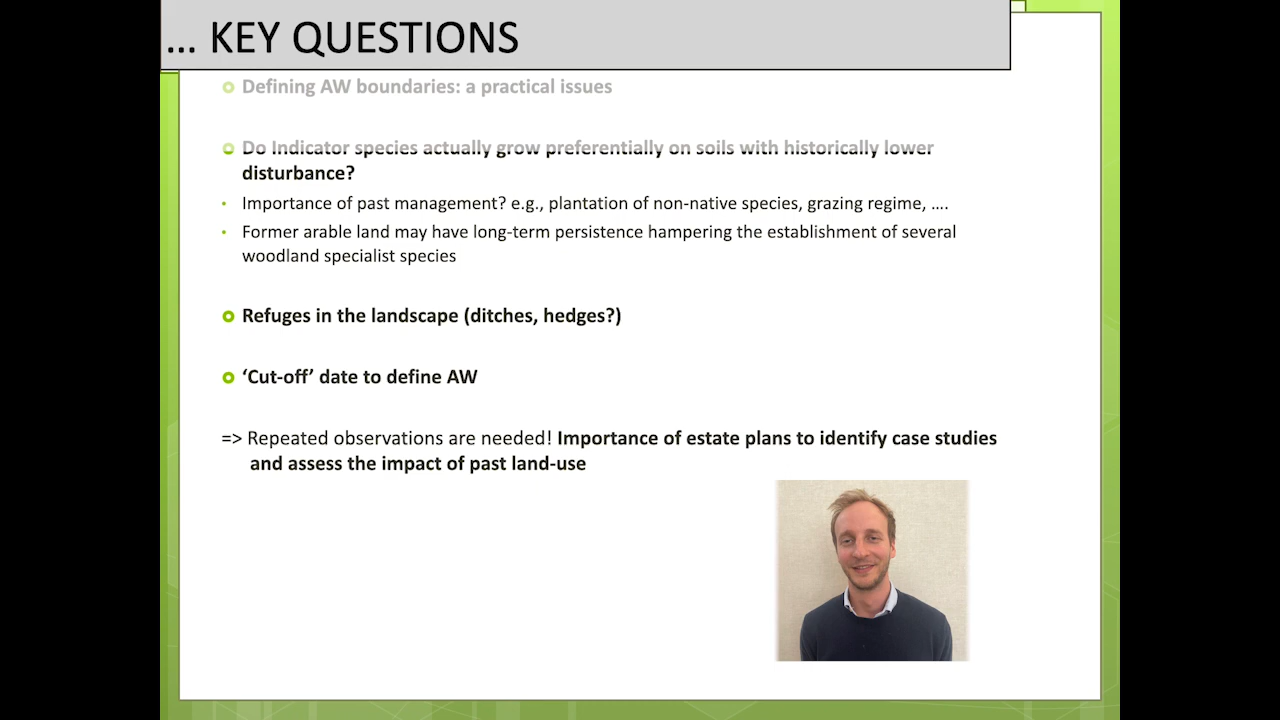 ... KEY QUESTIONS
Defining AW boundaries: a practical issues
Do Indicator species actually grow preferentially on soils with historically lower
disturbance?
Importance of past management? e.g., plantation of non-native species, grazing regime, ....
Former arable land may have long-term persistence hampering the establishment of several
woodland specialist species
Refuges in the landscape (ditches, hedges?)
‘Cut-off’ date to define AW
=> Repeated observations are needed! Importance of estate plans to identify case studies
and assess the impact of past land-use